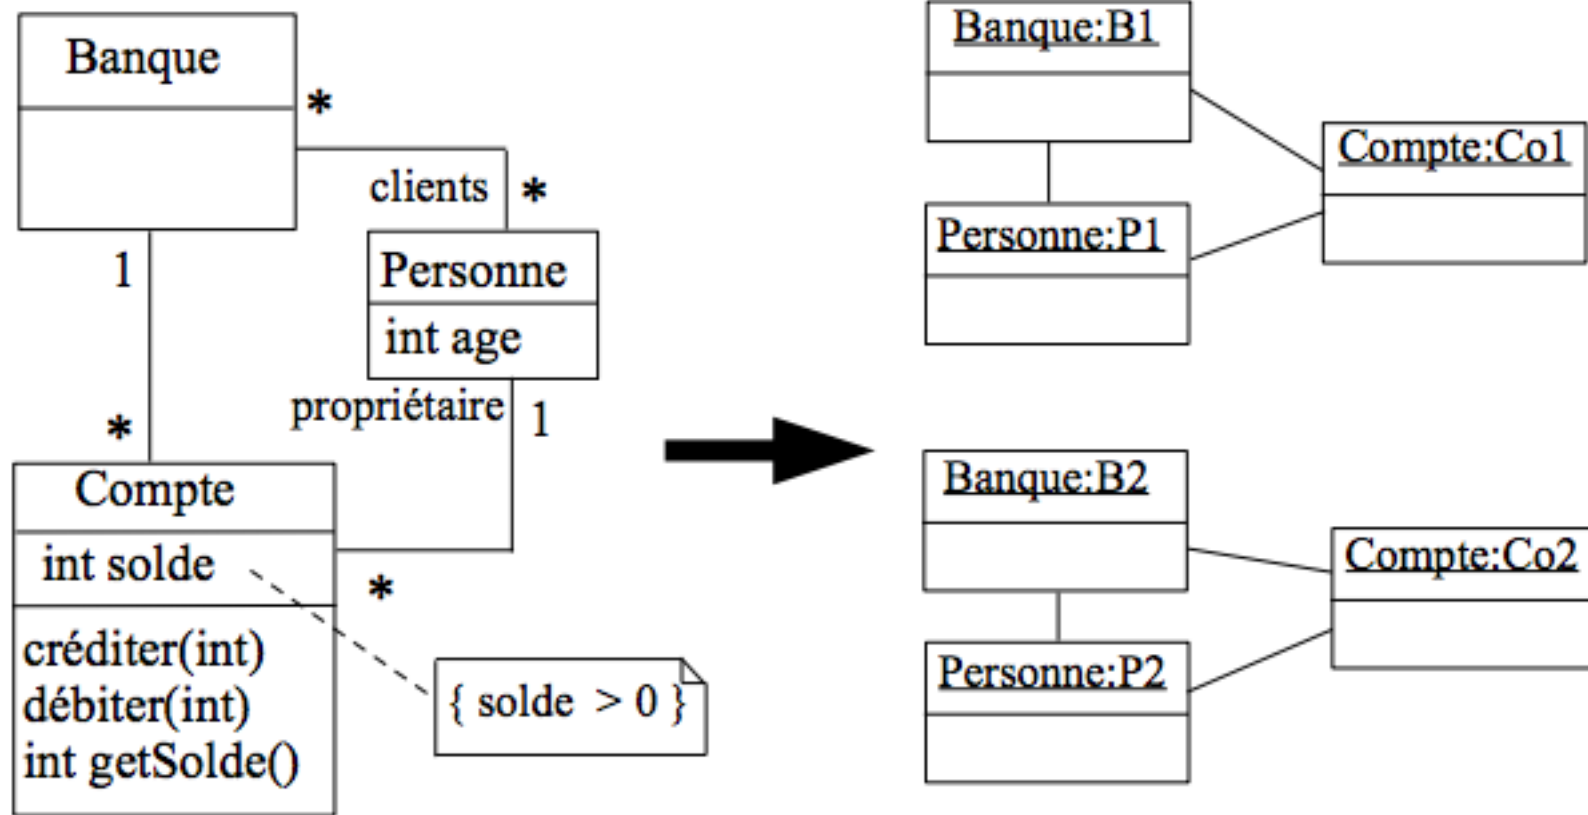 Banque
*
clients
*
1
Personne
int age
propriétaire
1
*
Compte
int solde
*
créditer(int)
débiter(int)
int getSolde()
{ solde > 0 }
Banque:B1
Compte:Co1
Personne:P1
Banque:B2
Compte:Co2
Personne:P2